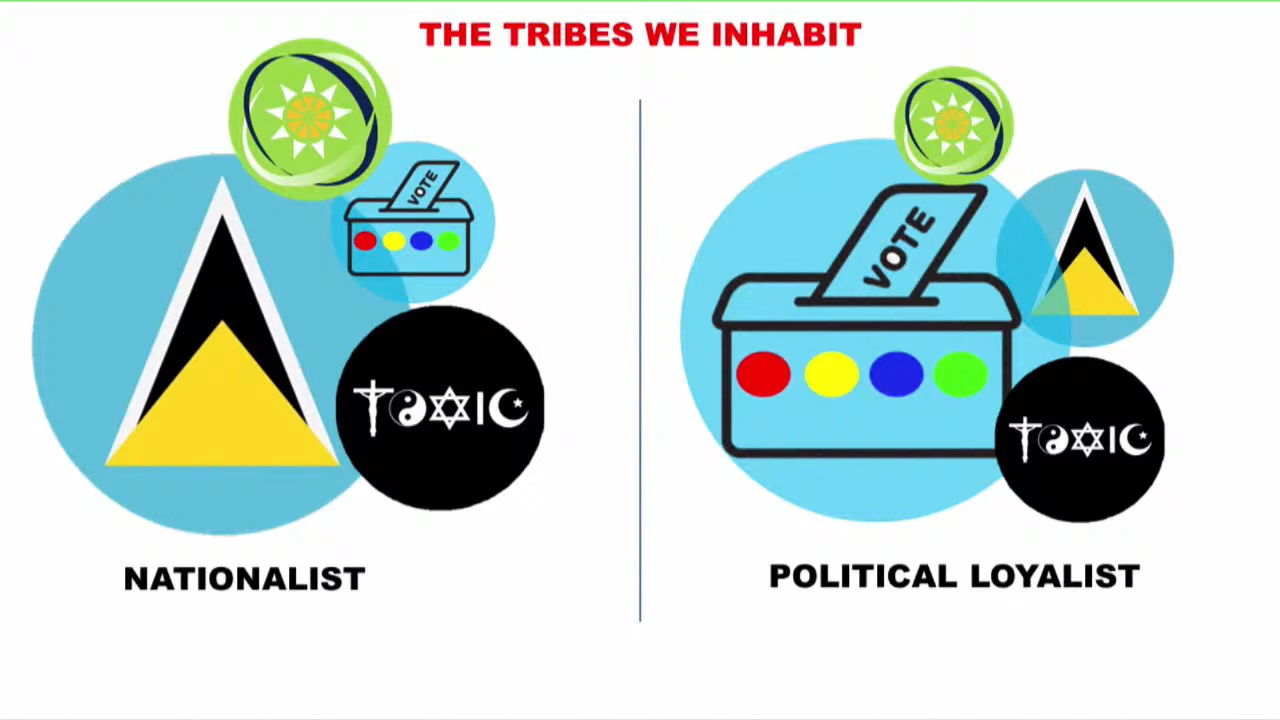 THE TRIBES WE INHABIT
VOTE
TOXIC
NATIONALIST
VOTE
TOXIC
POLITICAL LOYALIST